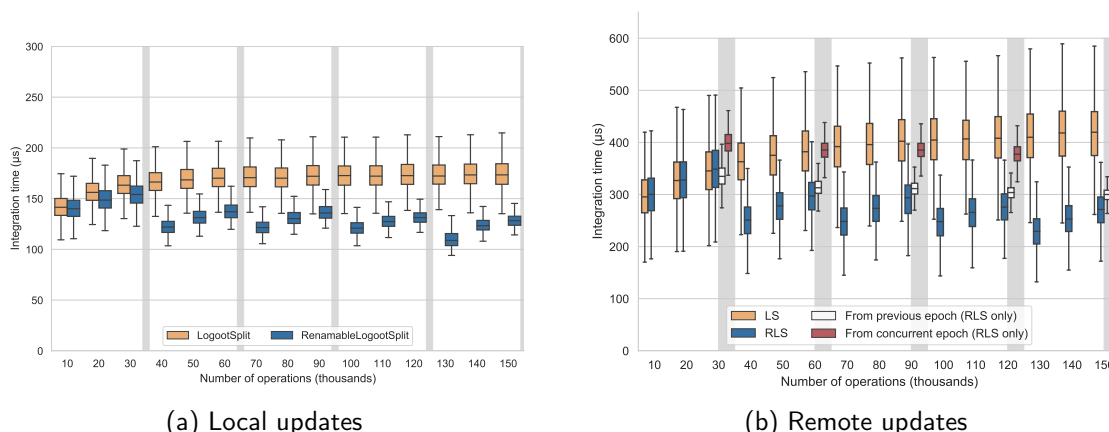 300
250
200
150
100
50
0
Integration time (µs)
LogootSplit RenamableLogootSplit
10 20 30 40 50 60 70 80 90 100 110 120 130 140 150
Number of operations (thousands)
(a) Local updates
600
500
400
300
200
100
0
Integration time (µs)
LS From previous epoch (RLS only)
RLS From concurrent epoch (RLS only)
10 20 30 40 50 60 70 80 90 100 110 120 130 140 150
Number of operations (thousands)
(b) Remote updates